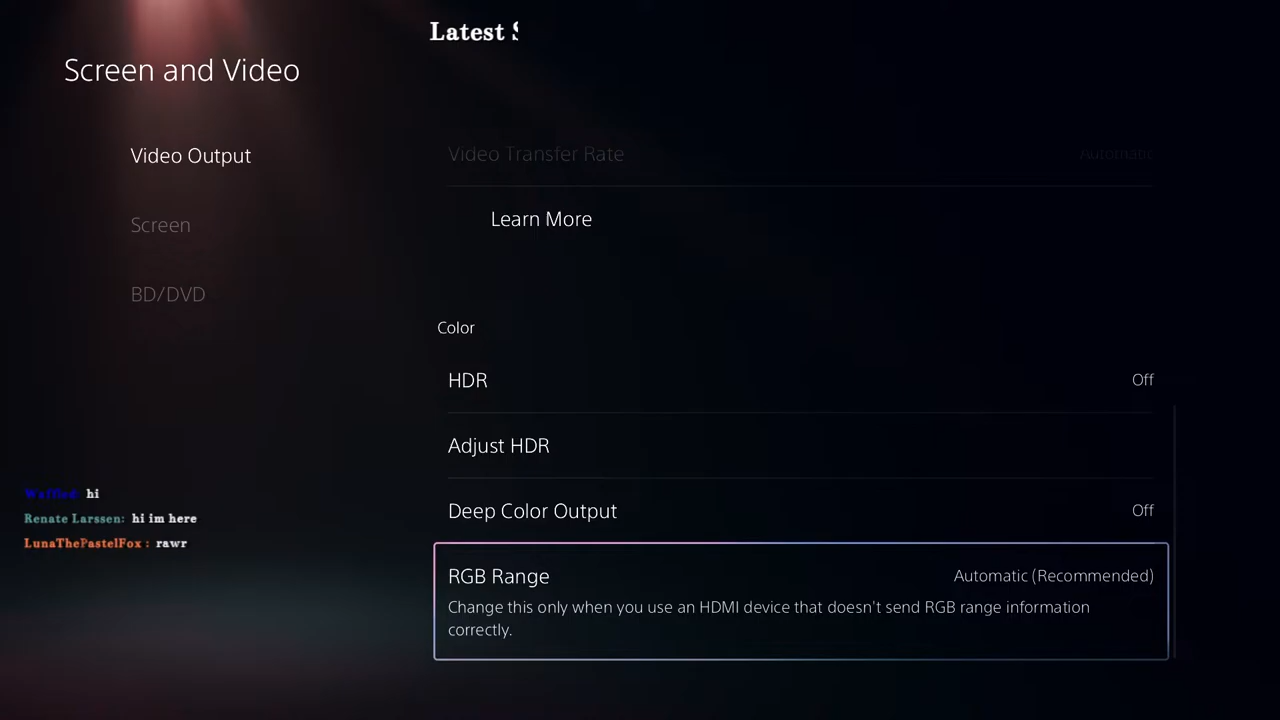 Latest
Screen and Video
Video Output
Screen
BD/DVD
Video Transfer Rate Automatic
Learn More
Color
HDR Off
Adjust HDR
Deep Color Output Off
RGB Range Automatic (Recommended)
Change this only when you use an HDMI device that doesn't send RGB range information
correctly.
Waffled: hi
Renate Larssen: hi im here
LunaThePastelFox : rawr